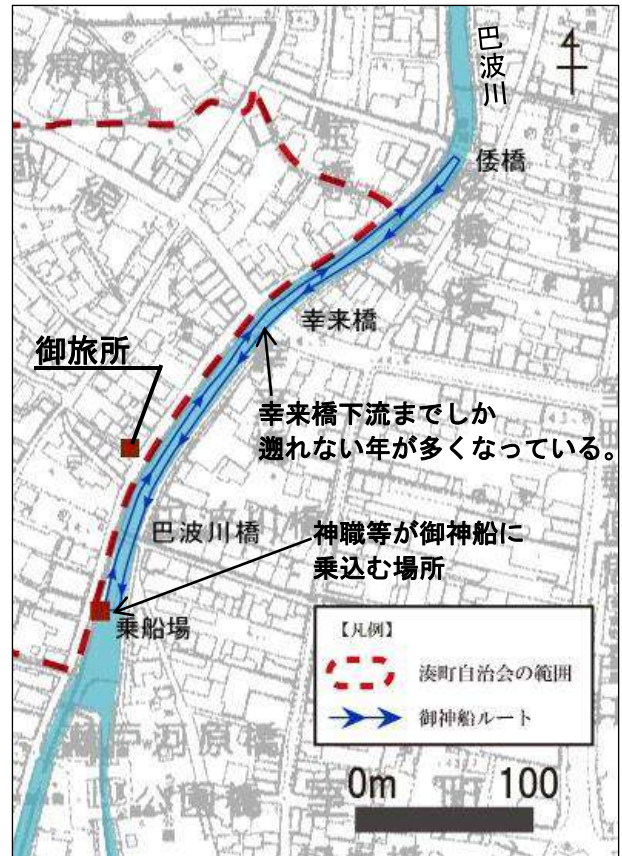 巴波川
倭橋
幸来橋
御旅所
幸来橋下流までしか
遡れない年が多くなっている。
巴波川橋
神職等が御神船に
乗込む場所
乗船場
【凡例】
湊町自治会の範囲
御神船ルート
0m 100